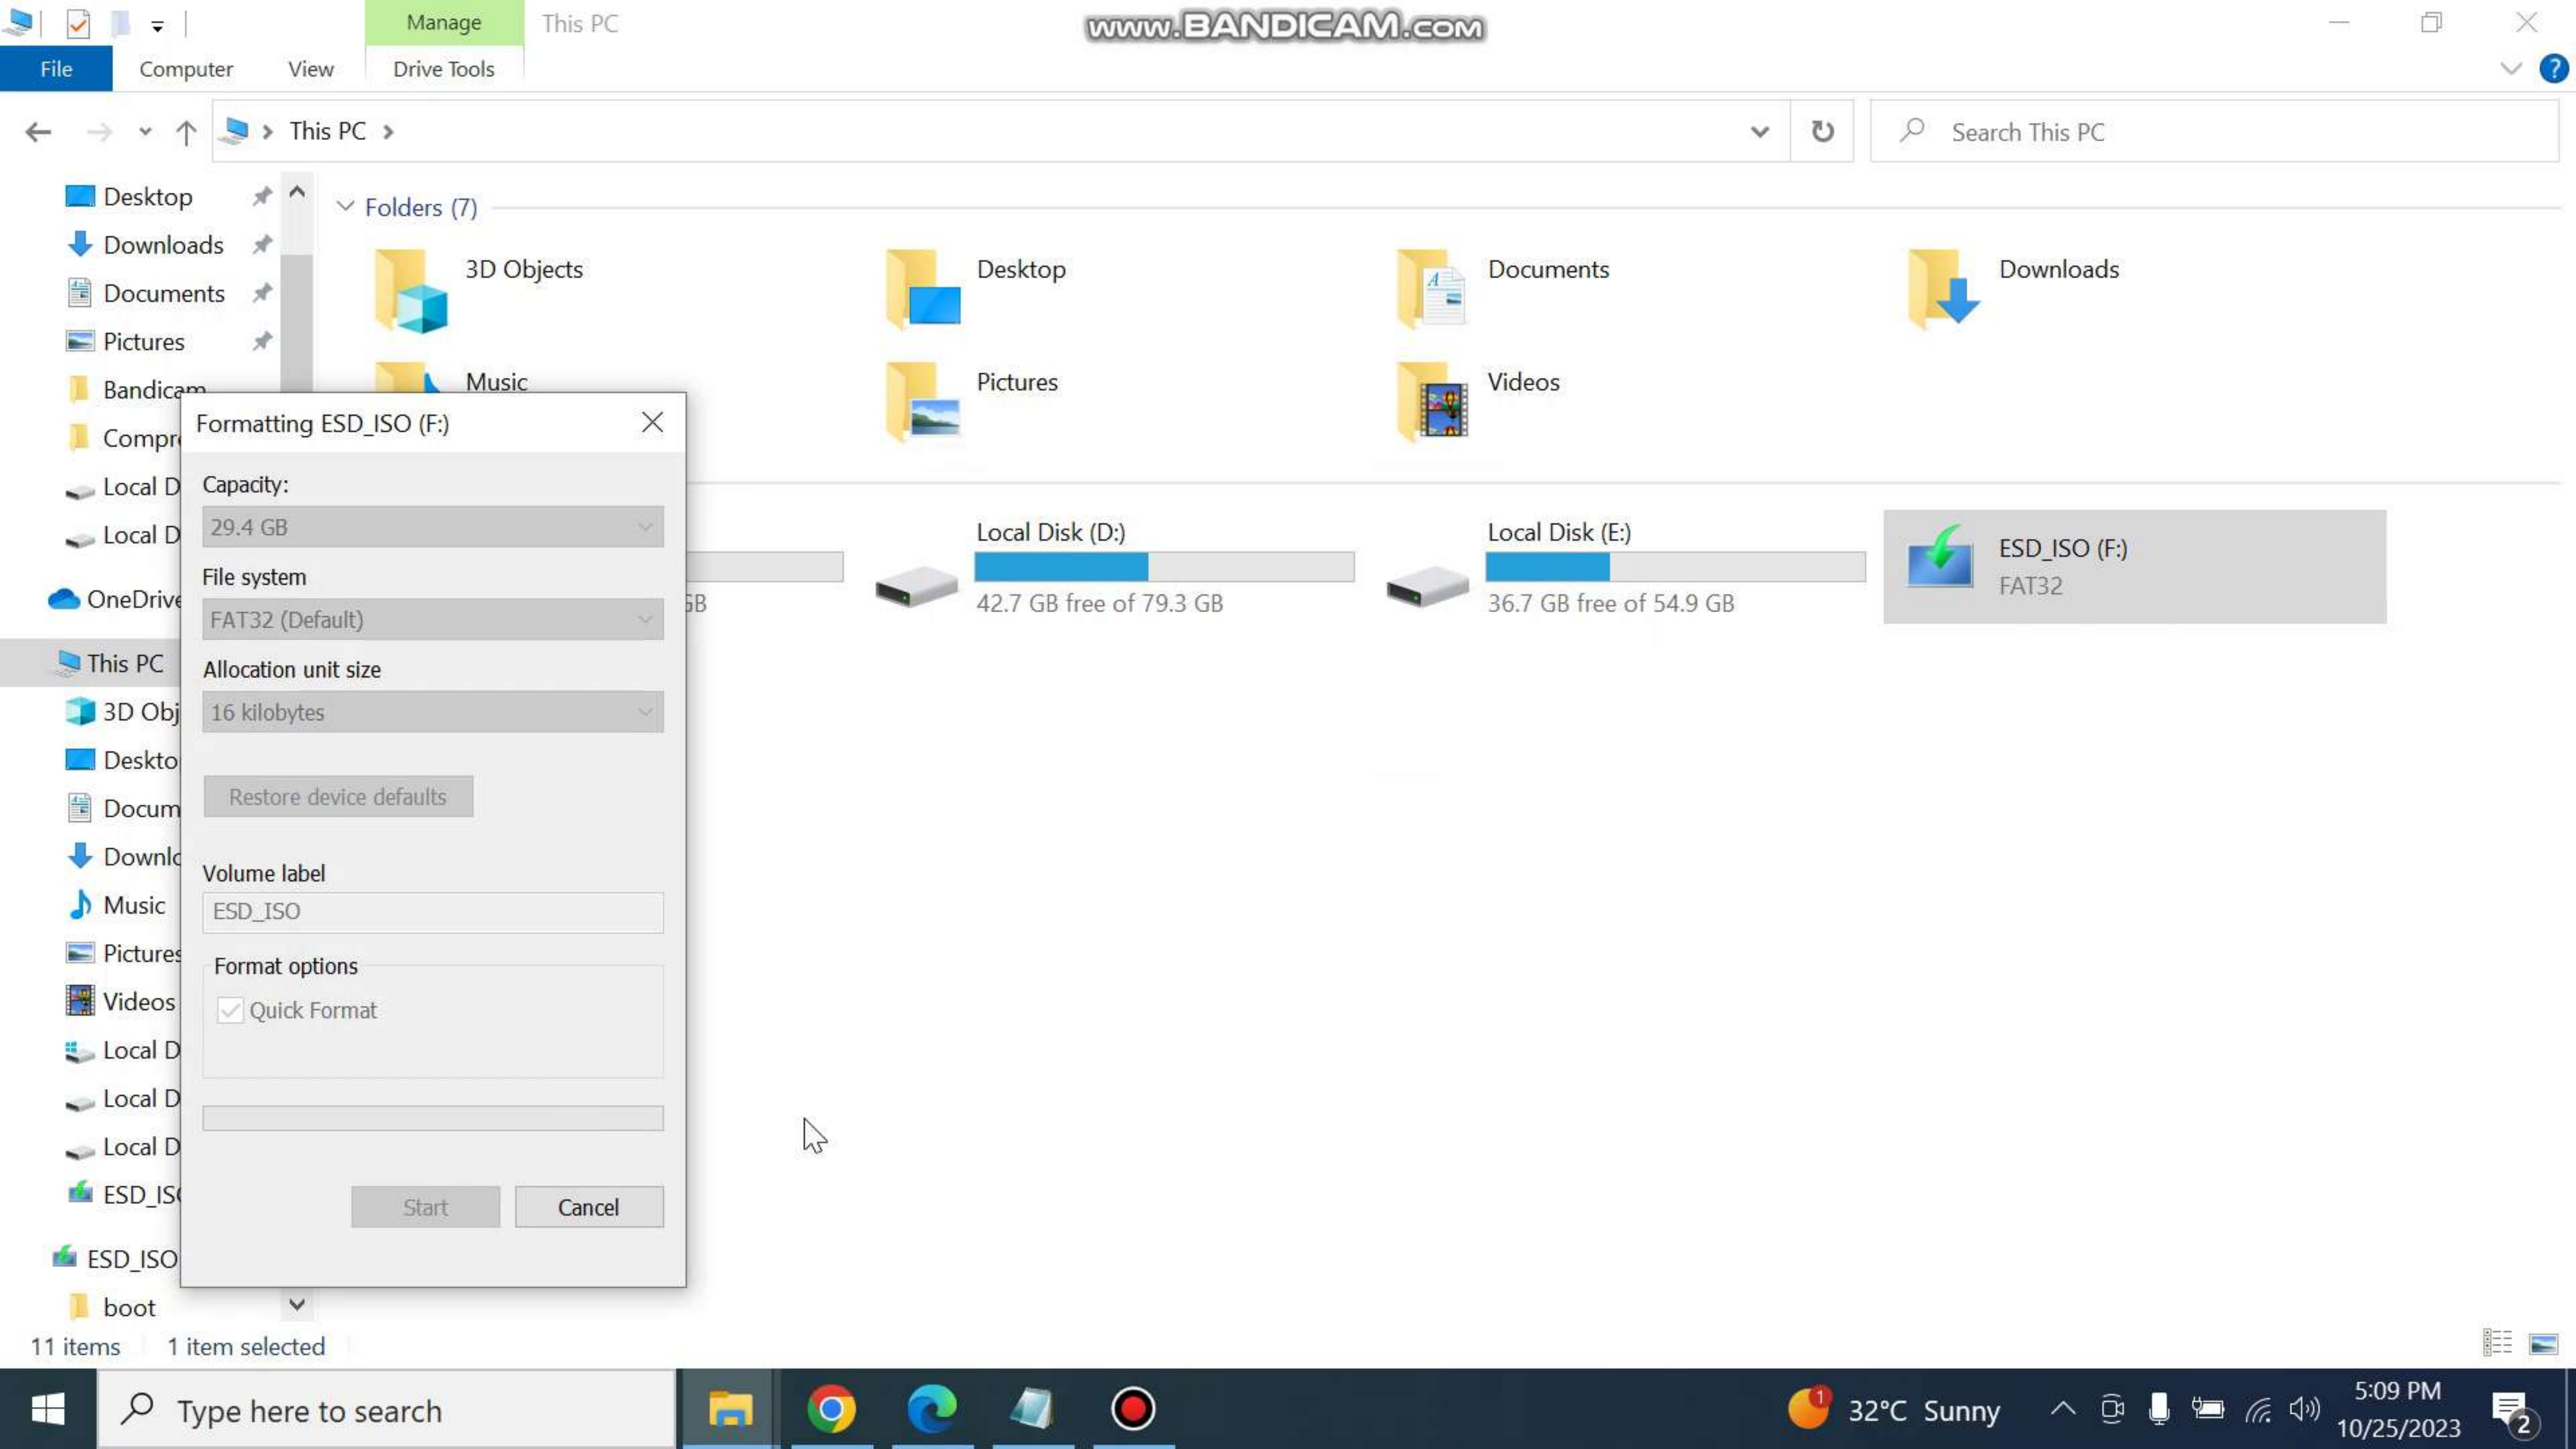 Manage
This PC
www.BANDICAM.com
File
Computer
View
Drive Tools
?
This PC
Search This PC
Desktop
Downloads
Documents
Pictures
Bandicam
Compre
Local D
Local D
OneDrive
This PC
3D Obj
Deskto
Docum
Downlo
Music
Pictures
Videos
Local D
Local D
Local D
ESD_ISO
ESD_ISO
boot
Folders (7)
3D Objects
Desktop
Documents
Downloads
Music
Pictures
Videos
GB
Local Disk (D:)
42.7 GB free of 79.3 GB
Local Disk (E:)
36.7 GB free of 54.9 GB
ESD_ISO (F:)
FAT32
Formatting ESD_ISO (F:)
Capacity:
29.4 GB
File system
FAT32 (Default)
Allocation unit size
16 kilobytes
Restore device defaults
Volume label
ESD_ISO
Format options
Quick Format
Start
Cancel
11 items
1 item selected
Type here to search
1
32°C Sunny
5:09 PM
10/25/2023
2